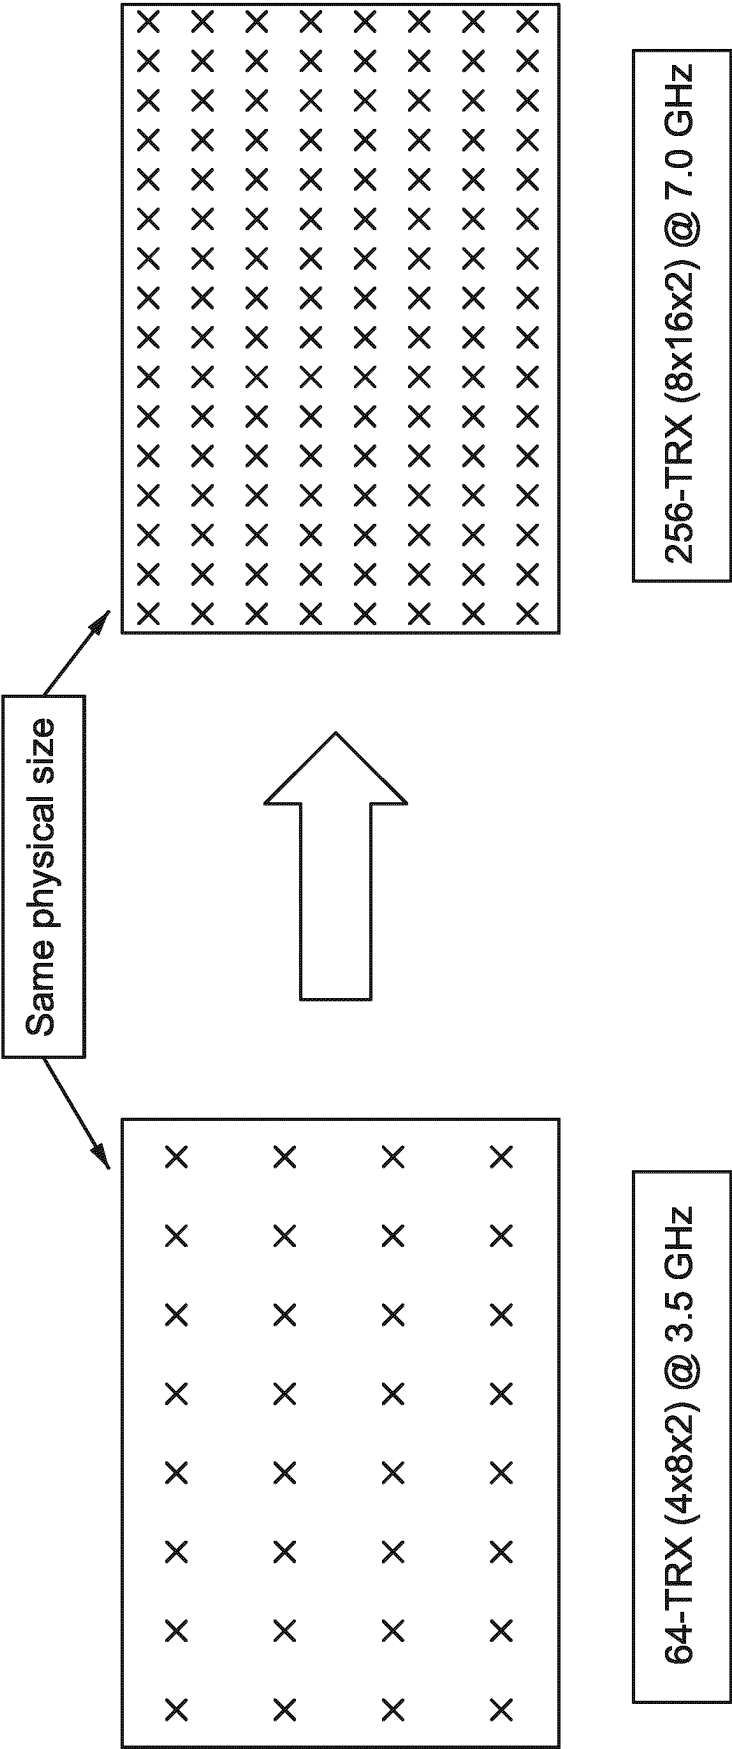 Same physical size
64-TRX (4x8x2) @ 3.5 GHz
256-TRX (8x16x2) @ 7.0 GHz